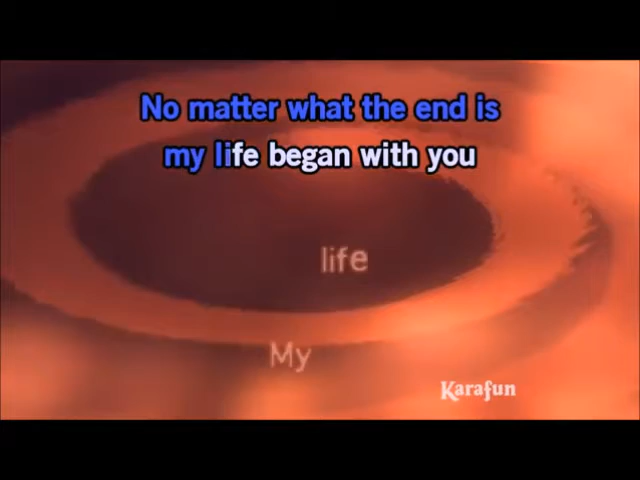 No matter what the end is
my life began with you
life
My
Karafun